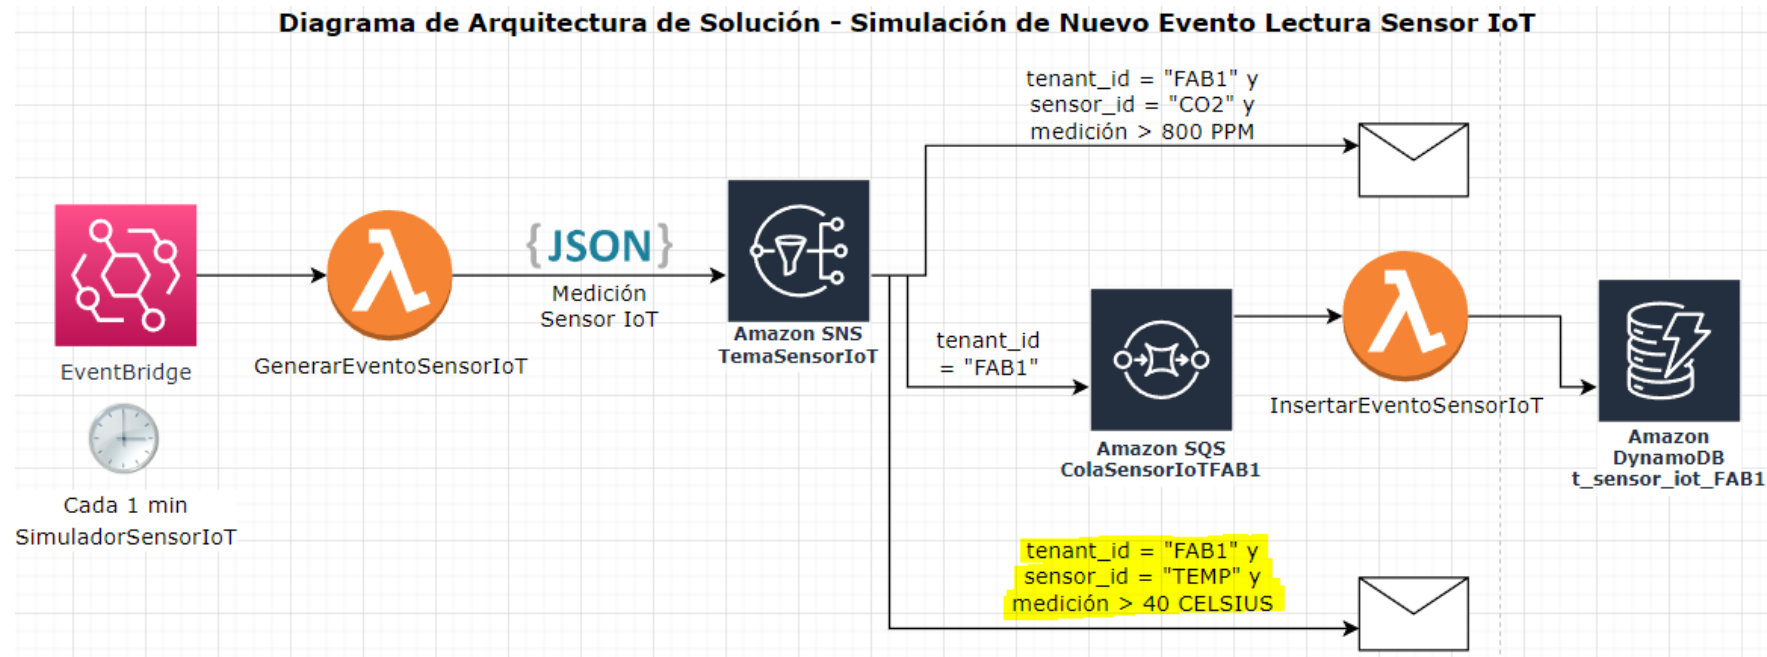 Diagrama de Arquitectura de Solución - Simulación de Nuevo Evento Lectura Sensor IoT
tenant_id = "FAB1" y
sensor_id = "CO2" y
medición > 800 PPM
{JSON}
Medición
Sensor IoT
EventBridge
GenerarEventoSensorIoT
Amazon SNS
TemaSensorIoT
tenant_id
= "FAB1"
InsertarEventoSensorIoT
Amazon SQS
ColaSensorIoTFAB1
Amazon
DynamoDB
t_sensor_iot_FAB1
Cada 1 min
SimuladorSensorIoT
tenant_id = "FAB1" y
sensor_id = "TEMP" y
medición > 40 CELSIUS